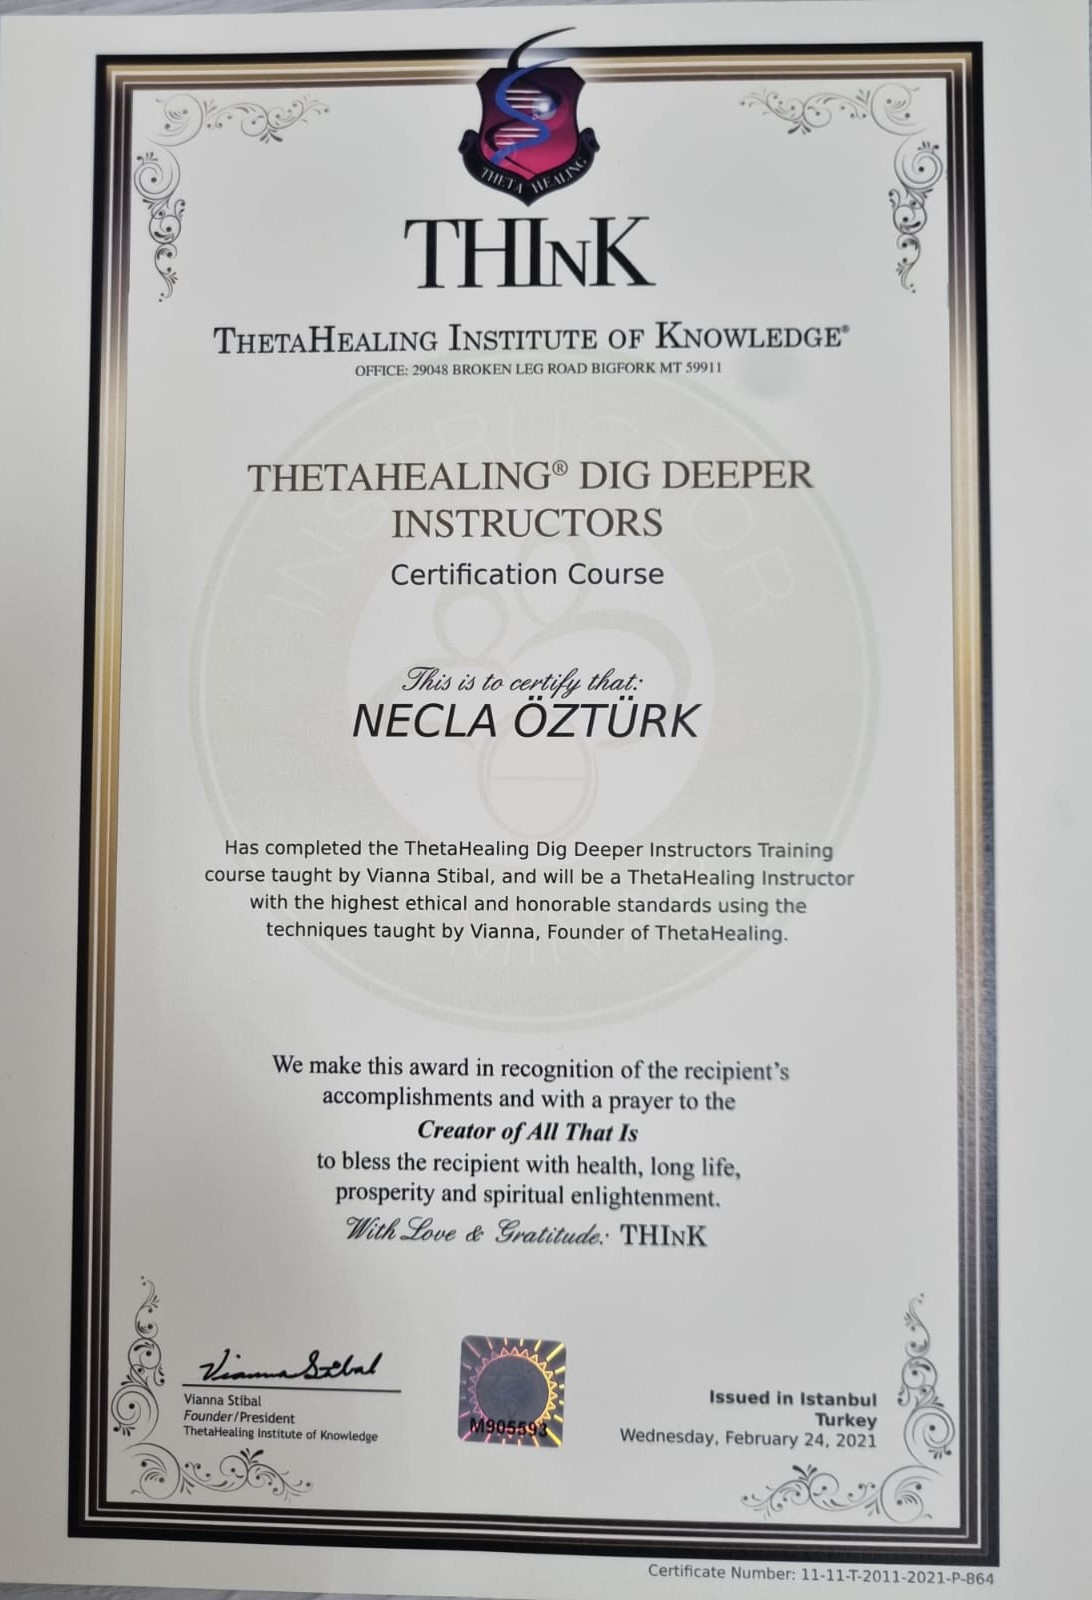 THETA HEALING
THInK
THETAHEALING INSTITUTE OF KNOWLEDGE®
OFFICE: 29048 BROKEN LEG ROAD BIGFORK MT 59911
INSTRUCTOR
THETAHEALING® DIG DEEPER
INSTRUCTORS
Certification Course
This is to certify that:
NECLA ÖZTÜRK
Has completed the ThetaHealing Dig Deeper Instructors Training
course taught by Vianna Stibal, and will be a ThetaHealing Instructor
with the highest ethical and honorable standards using the
techniques taught by Vianna, Founder of ThetaHealing.
We make this award in recognition of the recipient's
accomplishments and with a prayer to the
Creator of All That Is
to bless the recipient with health, long life,
prosperity and spiritual enlightenment.
With Love & Gratitude: THInK
Vianna Stibal
Vianna Stibal
Founder/President
ThetaHealing Institute of Knowledge
M905593
Issued in Istanbul
Turkey
Wednesday, February 24, 2021
Certificate Number: 11-11-T-2011-2021-P-864